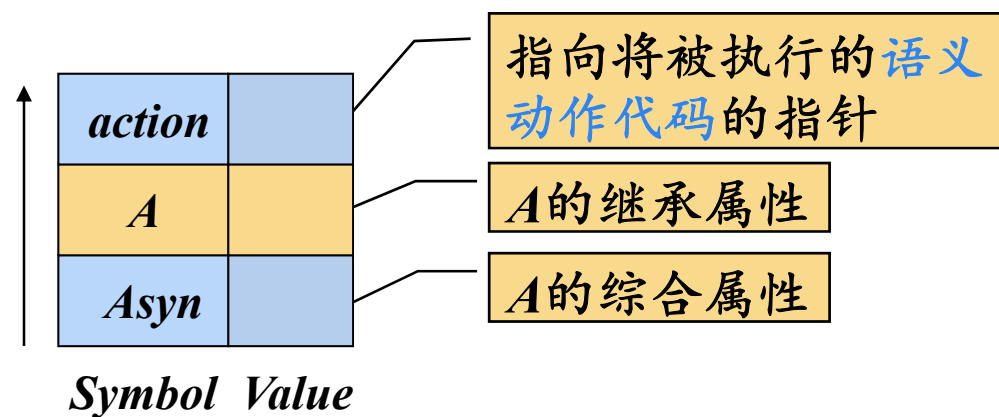 action
A
Asyn
Symbol Value
指向将被执行的语义
动作代码的指针
A的继承属性
A的综合属性